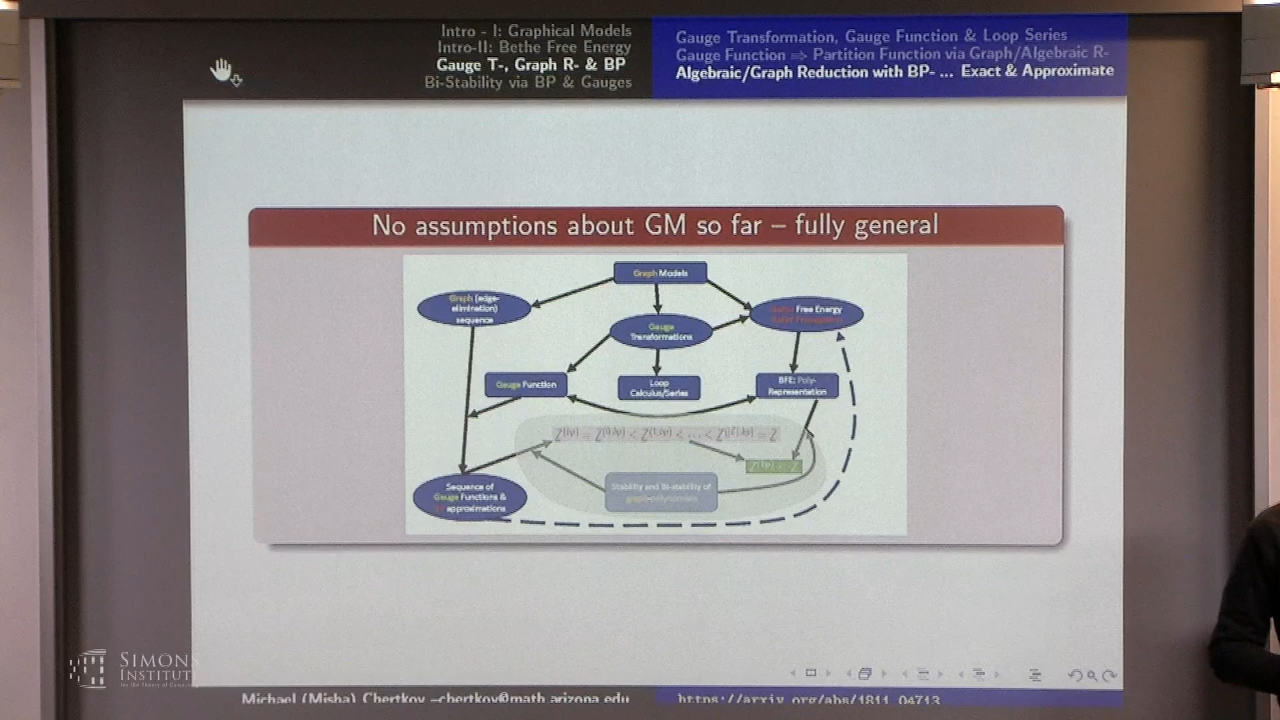 Intro - I: Graphical Models
Intro-II: Bethe Free Energy
Gauge T-, Graph R- & BP
Bi-Stability via BP & Gauges
Gauge Transformation, Gauge Function & Loop Series
Gauge Function ⇒ Partition Function via Graph/Algebraic R-
Algebraic/Graph Reduction with BP- ... Exact & Approximate
No assumptions about GM so far – fully general
Graph Models
Graph (edge-
elimination)
sequence
Gauge
Transformations
Free Energy
Gauge Function
Loop
Calculus/Series
BFE: Poly-
Representation
Sequence of
Gauge Functions &
approximations
Stability and Bi-stability of
graph-polynomials
SIMONS
INSTITUT
Michael (Misha) Chertkov –chertkov@math.arizona.edu
https://arxiv.org/abs/1811.04713